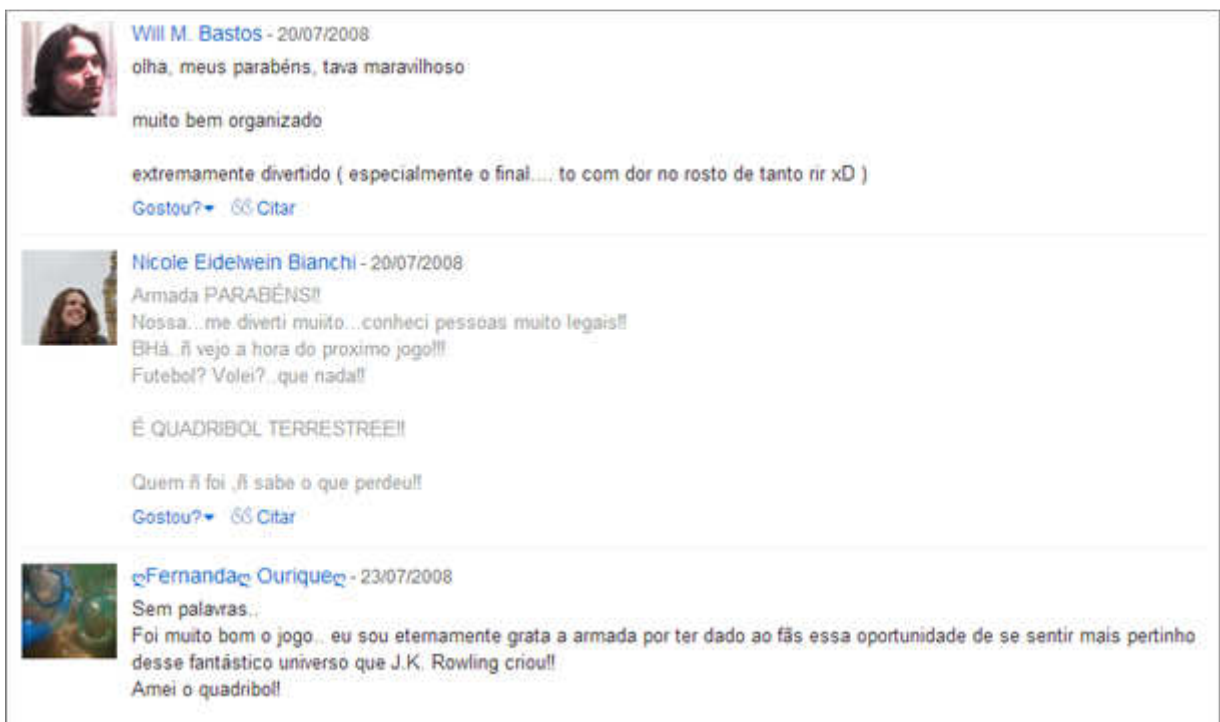 Will M. Bastos - 20/07/2008
olha, meus parabéns, tava maravilhoso
muito bem organizado
extremamente divertido ( especialmente o final.... to com dor no rosto de tanto rir xD )
Gostou? Citar
Nicole Eidelwein Bianchi - 20/07/2008
Armada PARABÉNS!!
Nossa...me diverti muiito...conheci pessoas muito legais!!
BHá..ñ vejo a hora do proximo jogo!!!
Futebol? Volei?..que nada!!
É QUADRIBOL TERRESTREE!!
Quem ñ foi ,ñ sabe o que perdeu!!
Gostou? Citar
ღFernandaღ Ouriqueღ - 23/07/2008
Sem palavras..
Foi muito bom o jogo.. eu sou eternamente grata a armada por ter dado ao fãs essa oportunidade de se sentir mais pertinho
desse fantástico universo que J.K. Rowling criou!!
Amei o quadribol!